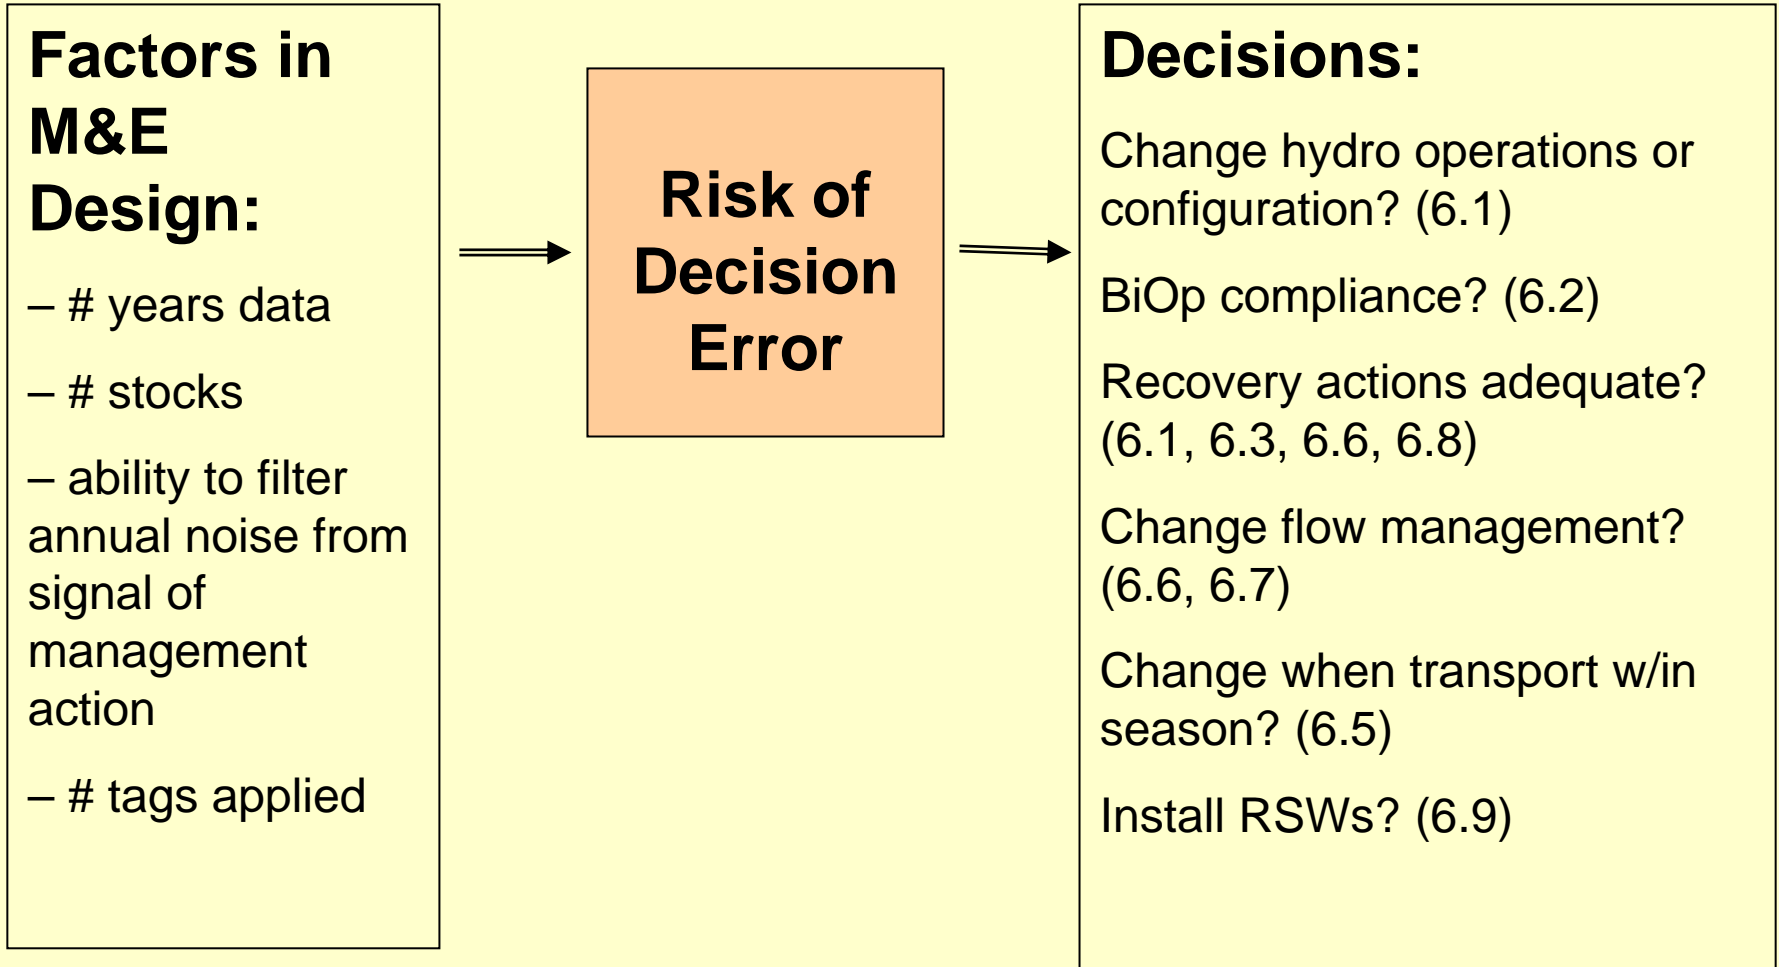 Factors in
M&E
Design:
– # years data
– # stocks
– ability to filter
annual noise from
signal of
management
action
– # tags applied
Risk of
Decision
Error
Decisions:
Change hydro operations or
configuration? (6.1)
BiOp compliance? (6.2)
Recovery actions adequate?
(6.1, 6.3, 6.6, 6.8)
Change flow management?
(6.6, 6.7)
Change when transport w/in
season? (6.5)
Install RSWs? (6.9)